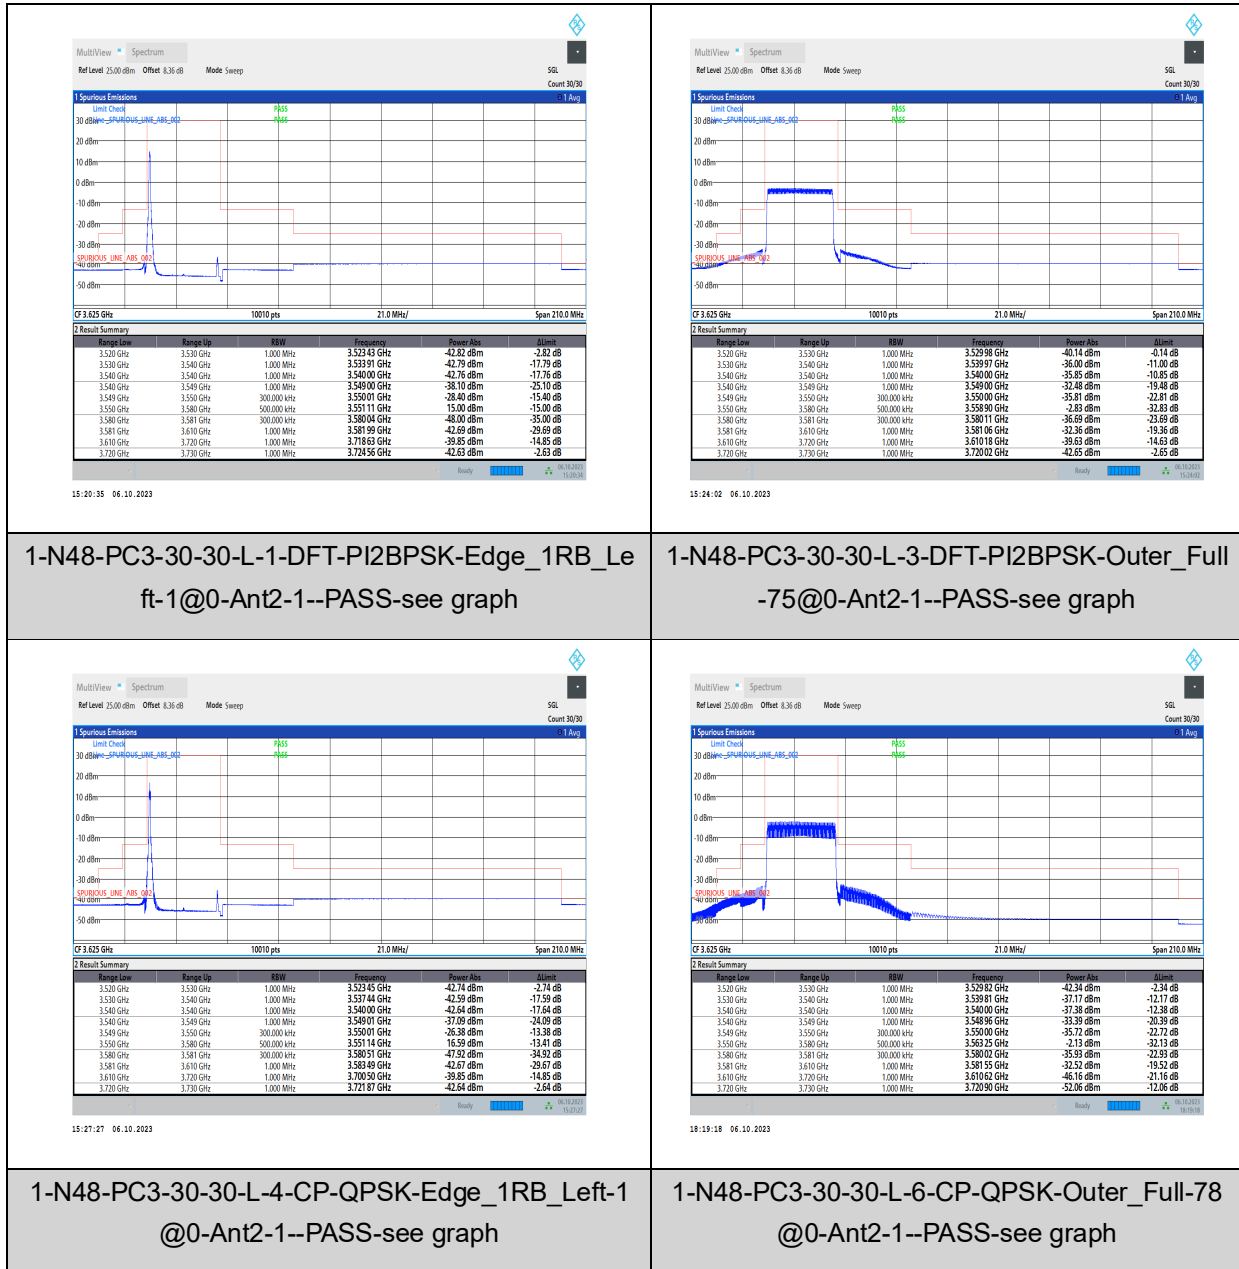 MultiView Spectrum
Ref Level 25.00 dBm Offset 8.36 dB Mode Sweep SGL
Count 30/30
1 Spurious Emissions 1 Avg
Limit Check PASS
30 dBm Line _SPURIOUS_LINE_ABS_002 PASS
20 dBm
10 dBm
0 dBm
-10 dBm
-20 dBm
-30 dBm
_SPURIOUS_LINE_ABS_002
-40 dBm
-50 dBm
CF 3.625 GHz 10010 pts 21.0 MHz/ Span 210.0 MHz
2 Result Summary
Range Low Range Up RBW Frequency Power Abs ΔLimit
3.520 GHz 3.530 GHz 1.000 MHz 3.52343 GHz -42.82 dBm -2.82 dB
3.530 GHz 3.540 GHz 1.000 MHz 3.53391 GHz -42.79 dBm -17.79 dB
3.540 GHz 3.540 GHz 1.000 MHz 3.54000 GHz -42.76 dBm -17.76 dB
3.540 GHz 3.549 GHz 1.000 MHz 3.54900 GHz -38.10 dBm -25.10 dB
3.549 GHz 3.550 GHz 300.000 kHz 3.55001 GHz -28.40 dBm -15.40 dB
3.550 GHz 3.580 GHz 500.000 kHz 3.55111 GHz 15.00 dBm -15.00 dB
3.580 GHz 3.581 GHz 300.000 kHz 3.58004 GHz -48.00 dBm -35.00 dB
3.581 GHz 3.610 GHz 1.000 MHz 3.58199 GHz -42.69 dBm -29.69 dB
3.610 GHz 3.720 GHz 1.000 MHz 3.71863 GHz -39.85 dBm -14.85 dB
3.720 GHz 3.730 GHz 1.000 MHz 3.72456 GHz -42.63 dBm -2.63 dB
Ready 06.10.2023
15:20:34
15:20:35 06.10.2023
1-N48-PC3-30-30-L-1-DFT-PI2BPSK-Edge_1RB_Le
ft-1@0-Ant2-1--PASS-see graph
MultiView Spectrum
Ref Level 25.00 dBm Offset 8.36 dB Mode Sweep SGL
Count 30/30
1 Spurious Emissions 1 Avg
Limit Check PASS
30 dBm Line _SPURIOUS_LINE_ABS_002 PASS
20 dBm
10 dBm
0 dBm
-10 dBm
-20 dBm
-30 dBm
_SPURIOUS_LINE_ABS_002
-40 dBm
-50 dBm
CF 3.625 GHz 10010 pts 21.0 MHz/ Span 210.0 MHz
2 Result Summary
Range Low Range Up RBW Frequency Power Abs ΔLimit
3.520 GHz 3.530 GHz 1.000 MHz 3.52998 GHz -40.14 dBm -0.14 dB
3.530 GHz 3.540 GHz 1.000 MHz 3.53997 GHz -36.00 dBm -11.00 dB
3.540 GHz 3.540 GHz 1.000 MHz 3.54000 GHz -35.85 dBm -10.85 dB
3.540 GHz 3.549 GHz 1.000 MHz 3.54900 GHz -32.48 dBm -19.48 dB
3.549 GHz 3.550 GHz 300.000 kHz 3.55000 GHz -35.81 dBm -22.81 dB
3.550 GHz 3.580 GHz 500.000 kHz 3.55890 GHz -2.83 dBm -32.83 dB
3.580 GHz 3.581 GHz 300.000 kHz 3.58011 GHz -36.69 dBm -23.69 dB
3.581 GHz 3.610 GHz 1.000 MHz 3.58106 GHz -32.36 dBm -19.36 dB
3.610 GHz 3.720 GHz 1.000 MHz 3.61018 GHz -39.63 dBm -14.63 dB
3.720 GHz 3.730 GHz 1.000 MHz 3.72002 GHz -42.65 dBm -2.65 dB
Ready 06.10.2023
15:24:02
15:24:02 06.10.2023
1-N48-PC3-30-30-L-3-DFT-PI2BPSK-Outer_Full
-75@0-Ant2-1--PASS-see graph
MultiView Spectrum
Ref Level 25.00 dBm Offset 8.36 dB Mode Sweep SGL
Count 30/30
1 Spurious Emissions 1 Avg
Limit Check PASS
30 dBm Line _SPURIOUS_LINE_ABS_002 PASS
20 dBm
10 dBm
0 dBm
-10 dBm
-20 dBm
-30 dBm
_SPURIOUS_LINE_ABS_002
-40 dBm
-50 dBm
CF 3.625 GHz 10010 pts 21.0 MHz/ Span 210.0 MHz
2 Result Summary
Range Low Range Up RBW Frequency Power Abs ΔLimit
3.520 GHz 3.530 GHz 1.000 MHz 3.52345 GHz -42.74 dBm -2.74 dB
3.530 GHz 3.540 GHz 1.000 MHz 3.53744 GHz -42.59 dBm -17.59 dB
3.540 GHz 3.540 GHz 1.000 MHz 3.54000 GHz -42.64 dBm -17.64 dB
3.540 GHz 3.549 GHz 1.000 MHz 3.54901 GHz -37.09 dBm -24.09 dB
3.549 GHz 3.550 GHz 300.000 kHz 3.55001 GHz -26.38 dBm -13.38 dB
3.550 GHz 3.580 GHz 500.000 kHz 3.55114 GHz 16.59 dBm -13.41 dB
3.580 GHz 3.581 GHz 300.000 kHz 3.58051 GHz -47.92 dBm -34.92 dB
3.581 GHz 3.610 GHz 1.000 MHz 3.58349 GHz -42.67 dBm -29.67 dB
3.610 GHz 3.720 GHz 1.000 MHz 3.70050 GHz -39.85 dBm -14.85 dB
3.720 GHz 3.730 GHz 1.000 MHz 3.72187 GHz -42.64 dBm -2.64 dB
Ready 06.10.2023
15:27:27
15:27:27 06.10.2023
1-N48-PC3-30-30-L-4-CP-QPSK-Edge_1RB_Left-1
@0-Ant2-1--PASS-see graph
MultiView Spectrum
Ref Level 25.00 dBm Offset 8.36 dB Mode Sweep SGL
Count 30/30
1 Spurious Emissions 1 Avg
Limit Check PASS
30 dBm Line _SPURIOUS_LINE_ABS_002 PASS
20 dBm
10 dBm
0 dBm
-10 dBm
-20 dBm
-30 dBm
_SPURIOUS_LINE_ABS_002
-40 dBm
-50 dBm
CF 3.625 GHz 10010 pts 21.0 MHz/ Span 210.0 MHz
2 Result Summary
Range Low Range Up RBW Frequency Power Abs ΔLimit
3.520 GHz 3.530 GHz 1.000 MHz 3.52982 GHz -42.34 dBm -2.34 dB
3.530 GHz 3.540 GHz 1.000 MHz 3.53981 GHz -37.17 dBm -12.17 dB
3.540 GHz 3.540 GHz 1.000 MHz 3.54000 GHz -37.38 dBm -12.38 dB
3.540 GHz 3.549 GHz 1.000 MHz 3.54896 GHz -33.39 dBm -20.39 dB
3.549 GHz 3.550 GHz 300.000 kHz 3.55000 GHz -35.72 dBm -22.72 dB
3.550 GHz 3.580 GHz 500.000 kHz 3.56325 GHz -2.13 dBm -32.13 dB
3.580 GHz 3.581 GHz 300.000 kHz 3.58002 GHz -35.93 dBm -22.93 dB
3.581 GHz 3.610 GHz 1.000 MHz 3.58155 GHz -32.52 dBm -19.52 dB
3.610 GHz 3.720 GHz 1.000 MHz 3.61062 GHz -46.16 dBm -21.16 dB
3.720 GHz 3.730 GHz 1.000 MHz 3.72090 GHz -52.06 dBm -12.06 dB
Ready 06.10.2023
18:19:18
18:19:18 06.10.2023
1-N48-PC3-30-30-L-6-CP-QPSK-Outer_Full-78
@0-Ant2-1--PASS-see graph